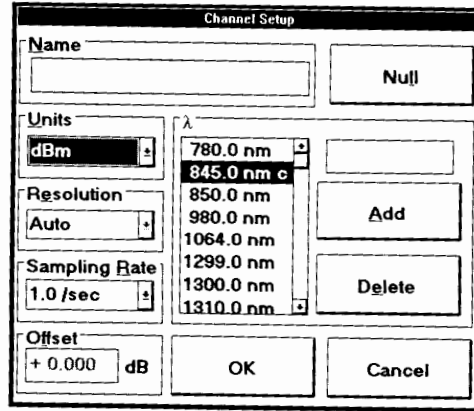 Channel Setup
Name
Null
Units
dBm
Resolution
Auto
Sampling Rate
1.0 /sec
Offset
+ 0.000 dB
λ
780.0 nm
845.0 nm c
850.0 nm
980.0 nm
1064.0 nm
1299.0 nm
1300.0 nm
1310.0 nm
Add
Delete
OK
Cancel